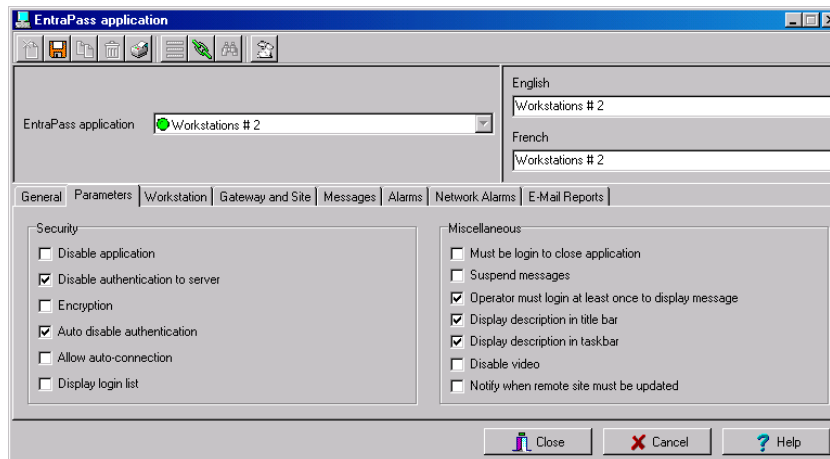 EntraPass application
English
Workstations # 2
EntraPass application
Workstations # 2
French
Workstations # 2
General
Parameters
Workstation
Gateway and Site
Messages
Alarms
Network Alarms
E-Mail Reports
Security
Disable application
Disable authentication to server
Encryption
Auto disable authentication
Allow auto-connection
Display login list
Miscellaneous
Must be login to close application
Suspend messages
Operator must login at least once to display message
Display description in title bar
Display description in taskbar
Disable video
Notify when remote site must be updated
Close
Cancel
Help